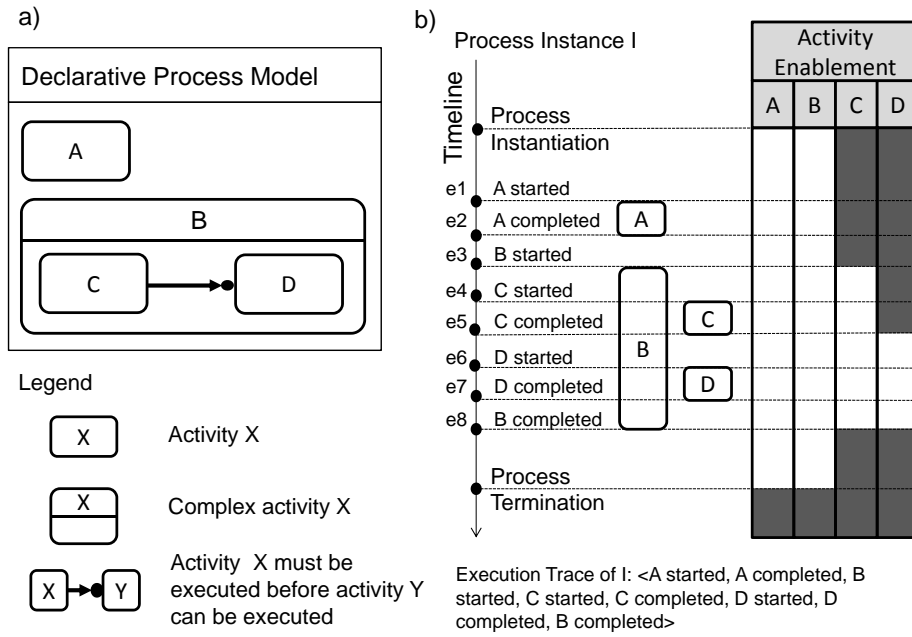 a)
Declarative Process Model
A
B
C
D
Legend
X
Activity X
X
Complex activity X
X
Y
Activity X must be
executed before activity Y
can be executed
b)
Process Instance I
Activity
Enablement
A B C D
Timeline
Process
Instantiation
e1 A started
e2 A completed
A
e3 B started
e4 C started
e5 C completed
C
B
e6 D started
e7 D completed
D
e8 B completed
Process
Termination
Execution Trace of I: <A started, A completed, B
started, C started, C completed, D started, D
completed, B completed>